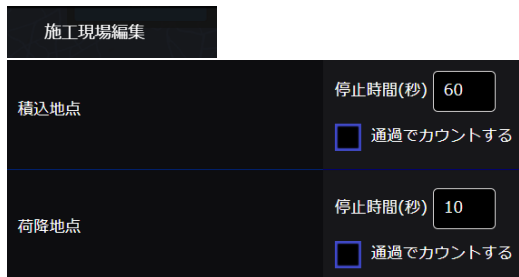 施工現場編集
積込地点
停止時間(秒) 60
通過でカウントする
荷降地点
停止時間(秒) 10
通過でカウントする